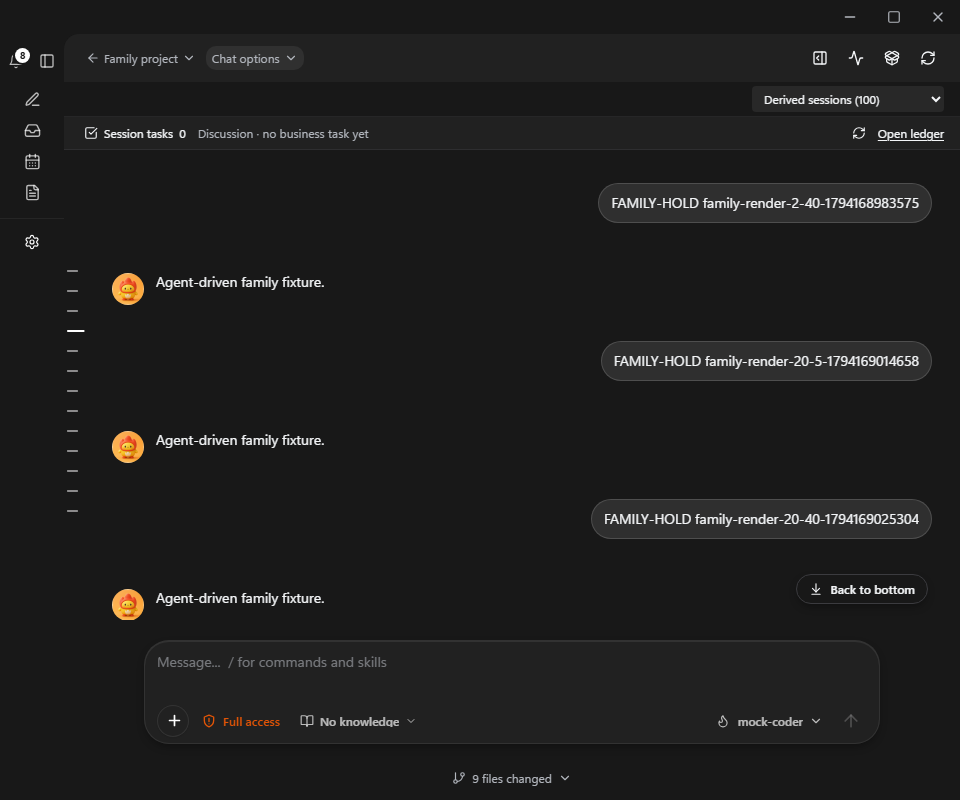 8
Family project
Chat options
Derived sessions (100)
Session tasks 0 Discussion · no business task yet
Open ledger
FAMILY-HOLD family-render-2-40-1794168983575
Agent-driven family fixture.
FAMILY-HOLD family-render-20-5-1794169014658
Agent-driven family fixture.
FAMILY-HOLD family-render-20-40-1794169025304
Agent-driven family fixture.
Back to bottom
Message... / for commands and skills
Full access
No knowledge
mock-coder
9 files changed